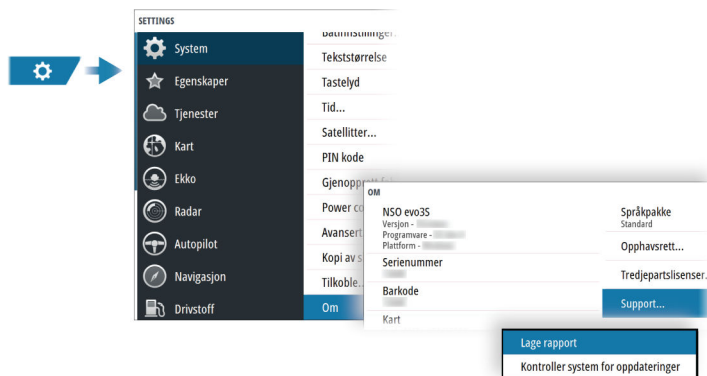 SETTINGS
System
Egenskaper
Tjenester
Kart
Ekko
Radar
Autopilot
Navigasjon
Drivstoff
Tekststørrelse
Tastelyd
Tid...
Satellitter...
PIN kode
Power
Kopi av
Tilkoble..
Om
OM
NSO evo3S
Versjon -
Programvare -
Plattform -
Serienummer
Barkode
Kart
Språkpakke
Standard
Opphavsrett...
Tredjepartslisenser.
Support...
Lage rapport
Kontroller system for oppdateringer